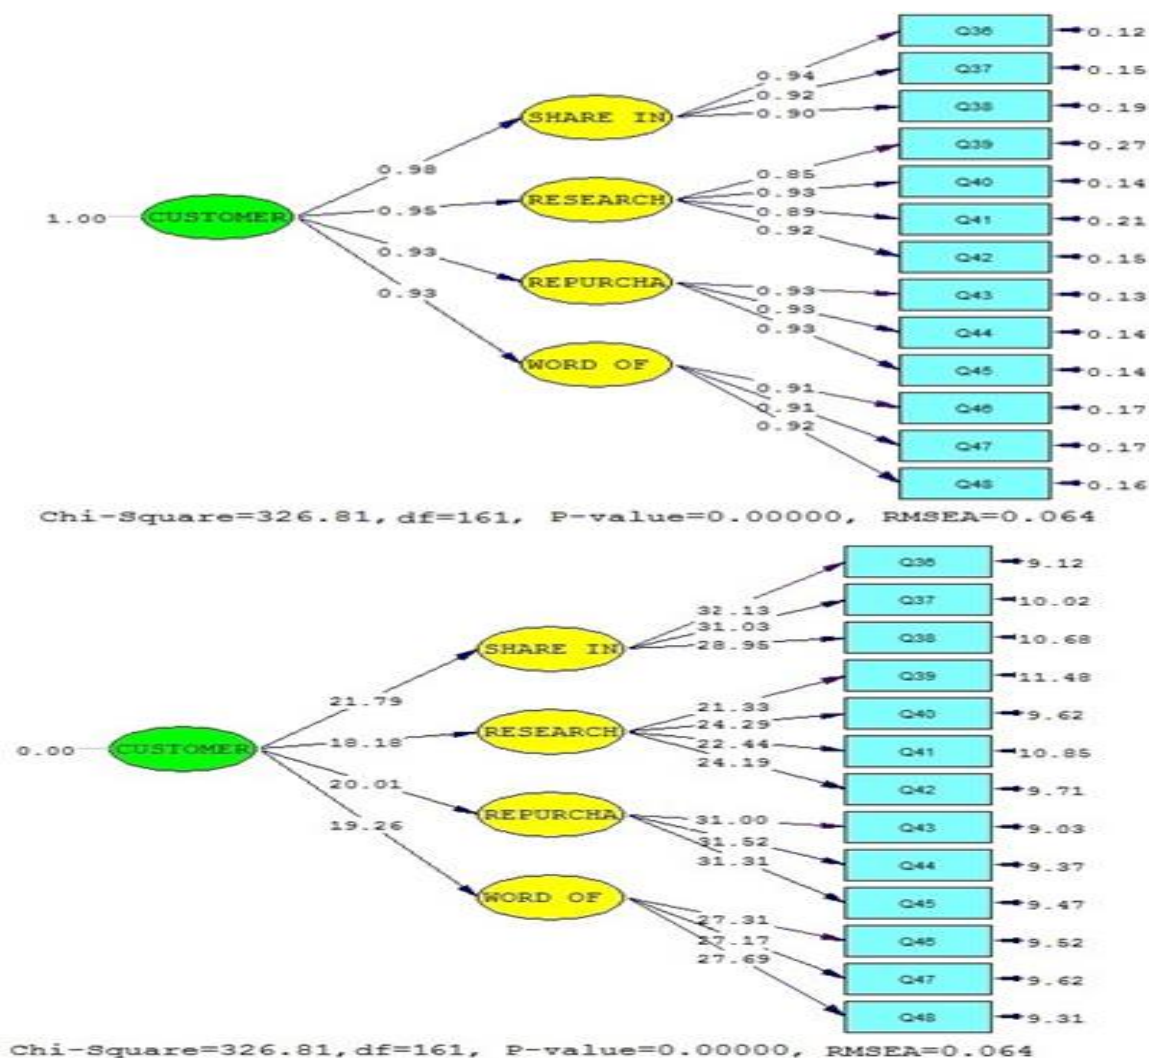 Q36
0.12
0.94
Q37
0.15
0.92
Q38
0.19
0.90
SHARE IN
Q39
0.27
0.98
0.85
Q40
0.14
0.93
RESEARCH
1.00
CUSTOMER
0.95
Q41
0.21
0.89
Q42
0.15
0.92
0.93
REPURCHA
Q43
0.13
0.93
0.93
Q44
0.14
0.93
0.93
WORD OF
Q45
0.14
0.91
Q46
0.17
0.91
0.92
Q47
0.17
Q48
0.16
Chi-Square=326.81, df=161, P-value=0.00000, RMSEA=0.064
Q36
9.12
32.13
Q37
10.02
31.03
28.95
Q38
10.68
SHARE IN
Q39
11.48
21.79
21.33
24.29
Q40
9.62
RESEARCH
0.00
CUSTOMER
18.18
22.44
Q41
10.85
24.19
Q42
9.71
20.01
REPURCHA
31.00
Q43
9.03
19.26
31.52
31.31
Q44
9.37
WORD OF
Q45
9.47
27.31
Q46
9.52
27.17
27.69
Q47
9.62
Q48
9.31
Chi-Square=326.81, df=161, P-value=0.00000, RMSEA=0.064